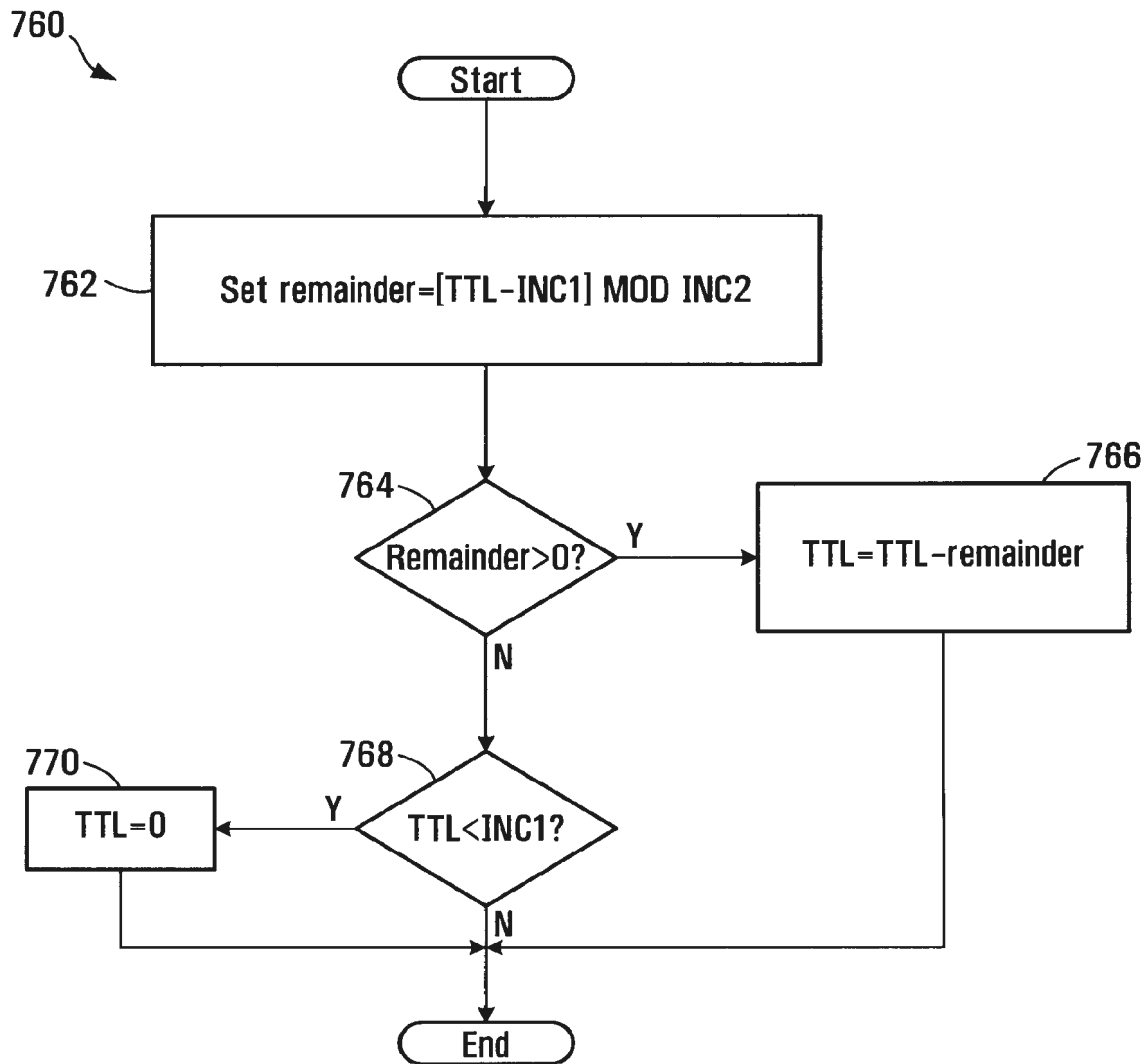 760
Start
762
Set remainder=[TTL-INC1] MOD INC2
764
Remainder>0?
Y
766
TTL=TTL-remainder
N
770
TTL=0
768
Y
TTL<INC1?
N
End